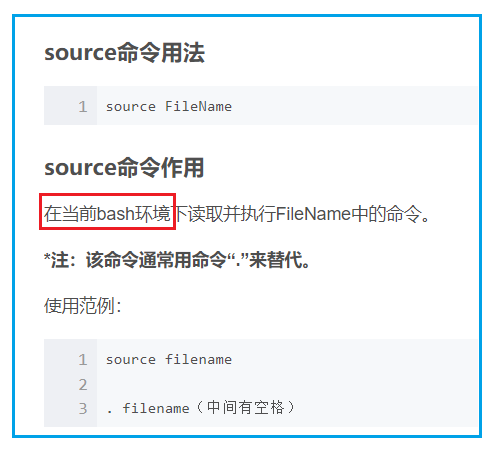 source命令用法
1 source FileName
source命令作用
在当前bash环境下读取并执行FileName中的命令。
*注：该命令通常用命令“.”来替代。
使用范例：
1 source filename
2
3 . filename（中间有空格）